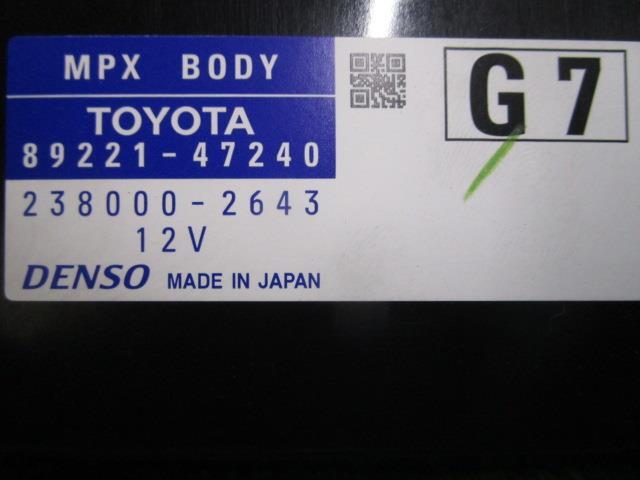 MPX BODY
TOYOTA
89221-47240
238000-2643
12V
DENSO MADE IN JAPAN
G7